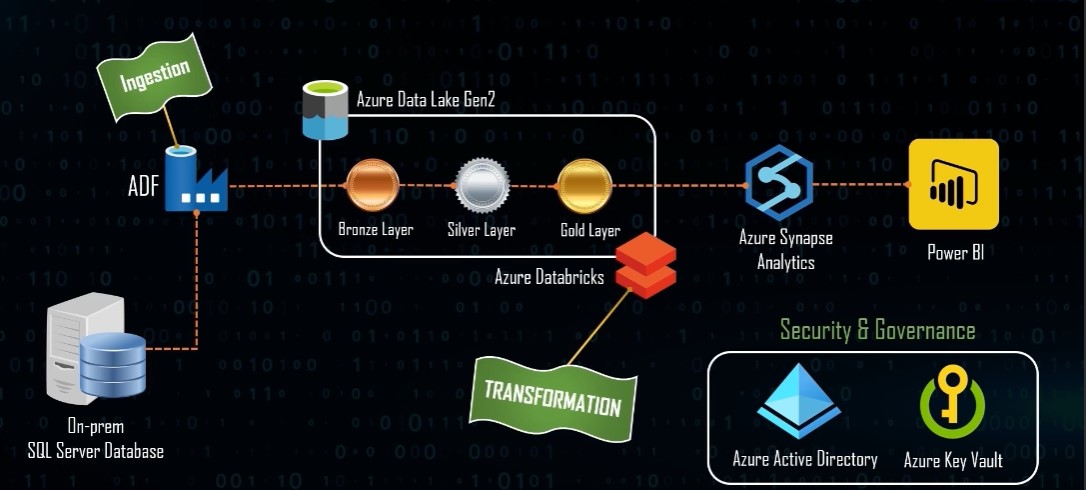 Ingestion
Azure Data Lake Gen2
ADF
Bronze Layer
Silver Layer
Gold Layer
Azure Synapse
Analytics
Power BI
Azure Databricks
On-prem
SQL Server Database
TRANSFORMATION
Security & Governance
Azure Active Directory
Azure Key Vault